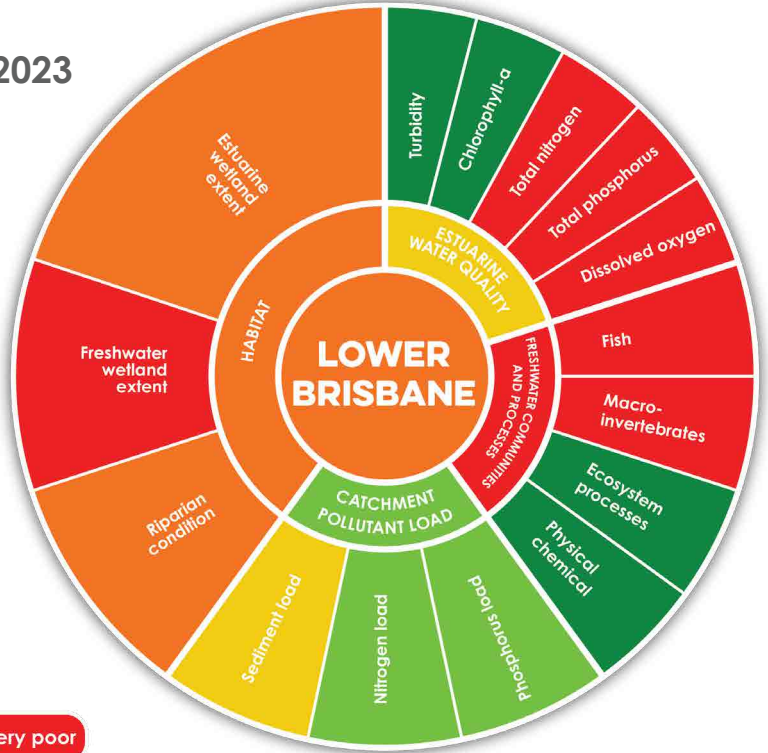 2023
LOWER
BRISBANE
ESTUARINE
WATER QUALITY
Turbidity
Chlorophyll-a
Total nitrogen
Total phosphorus
Dissolved oxygen
FRESHWATER COMMUNITIES
AND PROCESSES
Fish
Macro-
invertebrates
Ecosystem
processes
Physical
chemical
CATCHMENT
POLLUTANT LOAD
Phosphorus load
Nitrogen load
Sediment load
HABITAT
Riparian
condition
Freshwater
wetland
extent
Estuarine
wetland
extent
ery poor